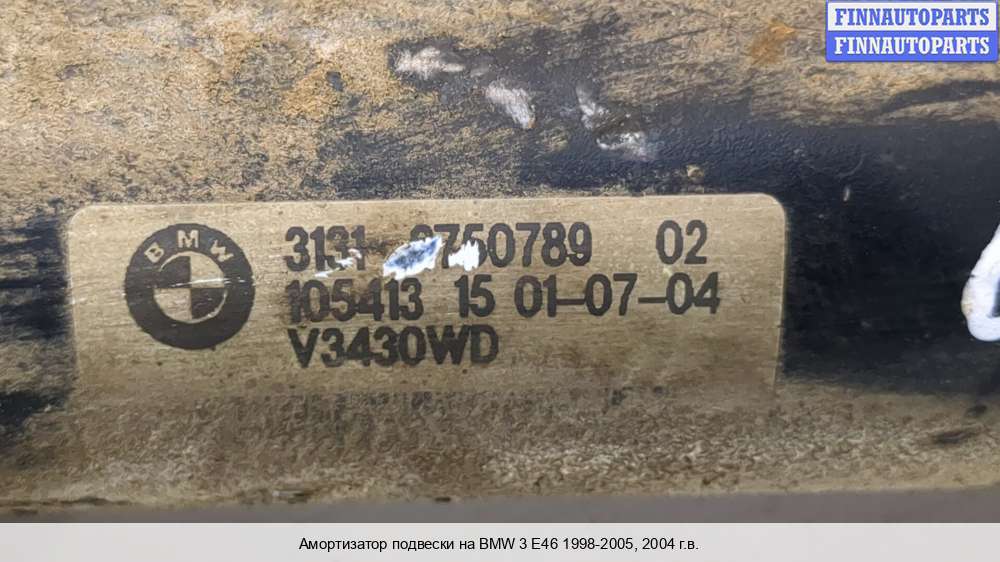 FINNAUTOPARTS
FINNAUTOPARTS
BMW
3131 6750789 02
105413 15 01-07-04
V3430WD
Амортизатор подвески на BMW 3 E46 1998-2005, 2004 г.в.